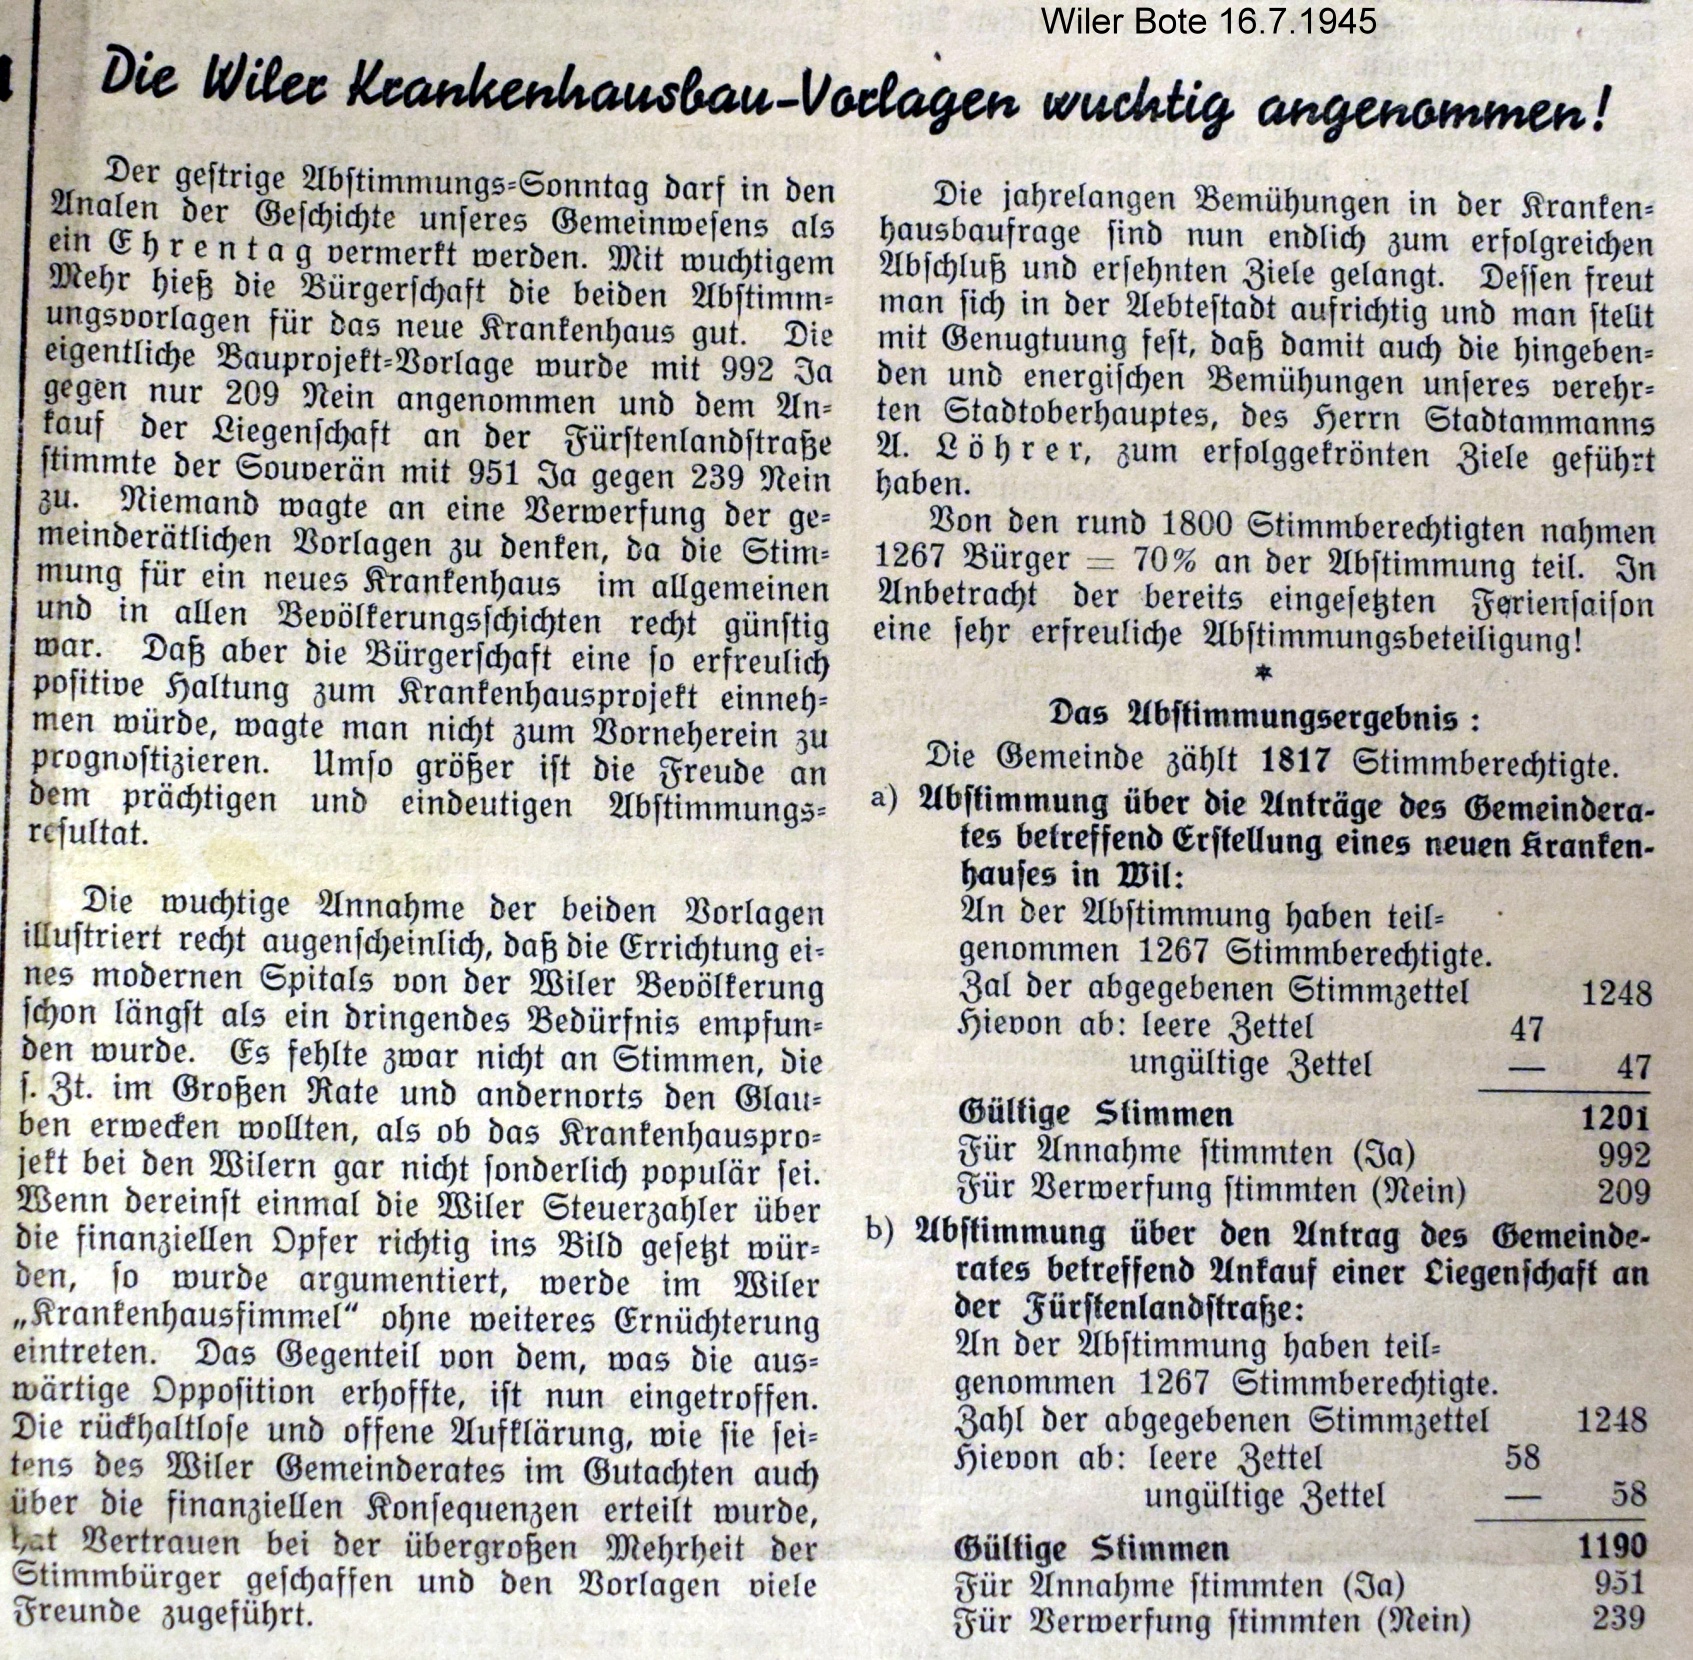 Wiler Bote 16.7.1945
Die Wiler Krankenhausbau-Vorlagen wuchtig angenommen!
Der gestrige Abstimmungs-Sonntag darf in den
Analen der Geschichte unseres Gemeinwesens als
ein Ehrentag vermerkt werden. Mit wuchtigem
Mehr hieß die Bürgerschaft die beiden Abstimm-
ungsvorlagen für das neue Krankenhaus gut. Die
eigentliche Bauprojekt-Vorlage wurde mit 992 Ja
gegen nur 209 Nein angenommen und dem An-
kauf der Liegenschaft an der Fürstenlandstraße
stimmte der Souverän mit 951 Ja gegen 239 Nein
zu. Niemand wagte an eine Verwerfung der ge-
meinderätlichen Vorlagen zu denken, da die Stim-
mung für ein neues Krankenhaus im allgemeinen
und in allen Bevölkerungsschichten recht günstig
war. Daß aber die Bürgerschaft eine so erfreulich
positive Haltung zum Krankenhausprojekt einneh-
men würde, wagte man nicht zum Vorneherein zu
prognostizieren. Umso größer ist die Freude an
dem prächtigen und eindeutigen Abstimmungs-
resultat.
Die wuchtige Annahme der beiden Vorlagen
illustriert recht augenscheinlich, daß die Errichtung ei-
nes modernen Spitals von der Wiler Bevölkerung
schon längst als ein dringendes Bedürfnis empfun-
den wurde. Es fehlte zwar nicht an Stimmen, die
s. Zt. im Großen Rate und andernorts den Glau-
ben erwecken wollten, als ob das Krankenhauspro-
jekt bei den Wilern gar nicht sonderlich populär sei.
Wenn dereinst einmal die Wiler Steuerzahler über
die finanziellen Opfer richtig ins Bild gesetzt wür-
den, so wurde argumentiert, werde im Wiler
„Krankenhausfimmel“ ohne weiteres Ernüchterung
eintreten. Das Gegenteil von dem, was die aus-
wärtige Opposition erhoffte, ist nun eingetroffen.
Die rückhaltlose und offene Aufklärung, wie sie sei-
tens des Wiler Gemeinderates im Gutachten auch
über die finanziellen Konsequenzen erteilt wurde,
hat Vertrauen bei der übergroßen Mehrheit der
Stimmbürger geschaffen und den Vorlagen viele
Freunde zugeführt.
Die jahrelangen Bemühungen in der Kranken-
hausbaufrage sind nun endlich zum erfolgreichen
Abschluß und ersehnten Ziele gelangt. Dessen freut
man sich in der Aebtestadt aufrichtig und man stellt
mit Genugtuung fest, daß damit auch die hingeben-
den und energischen Bemühungen unseres verehr-
ten Stadtoberhauptes, des Herrn Stadtammanns
A. Löhrer, zum erfolggekrönten Ziele geführt
haben.
Von den rund 1800 Stimmberechtigten nahmen
1267 Bürger = 70% an der Abstimmung teil. In
Anbetracht der bereits eingesetzten Feriensaison
eine sehr erfreuliche Abstimmungsbeteiligung!
*
Das Abstimmungsergebnis:
Die Gemeinde zählt 1817 Stimmberechtigte.
a) Abstimmung über die Anträge des Gemeindera-
tes betreffend Erstellung eines neuen Kranken-
hauses in Wil:
An der Abstimmung haben teil-
genommen 1267 Stimmberechtigte.
Zal der abgegebenen Stimmzettel 1248
Hievon ab: leere Zettel 47
ungültige Zettel — 47
Gültige Stimmen 1201
Für Annahme stimmten (Ja) 992
Für Verwerfung stimmten (Nein) 209
b) Abstimmung über den Antrag des Gemeinde-
rates betreffend Ankauf einer Liegenschaft an
der Fürstenlandstraße:
An der Abstimmung haben teil-
genommen 1267 Stimmberechtigte.
Zahl der abgegebenen Stimmzettel 1248
Hievon ab: leere Zettel 58
ungültige Zettel — 58
Gültige Stimmen 1190
Für Annahme stimmten (Ja) 951
Für Verwerfung stimmten (Nein) 239